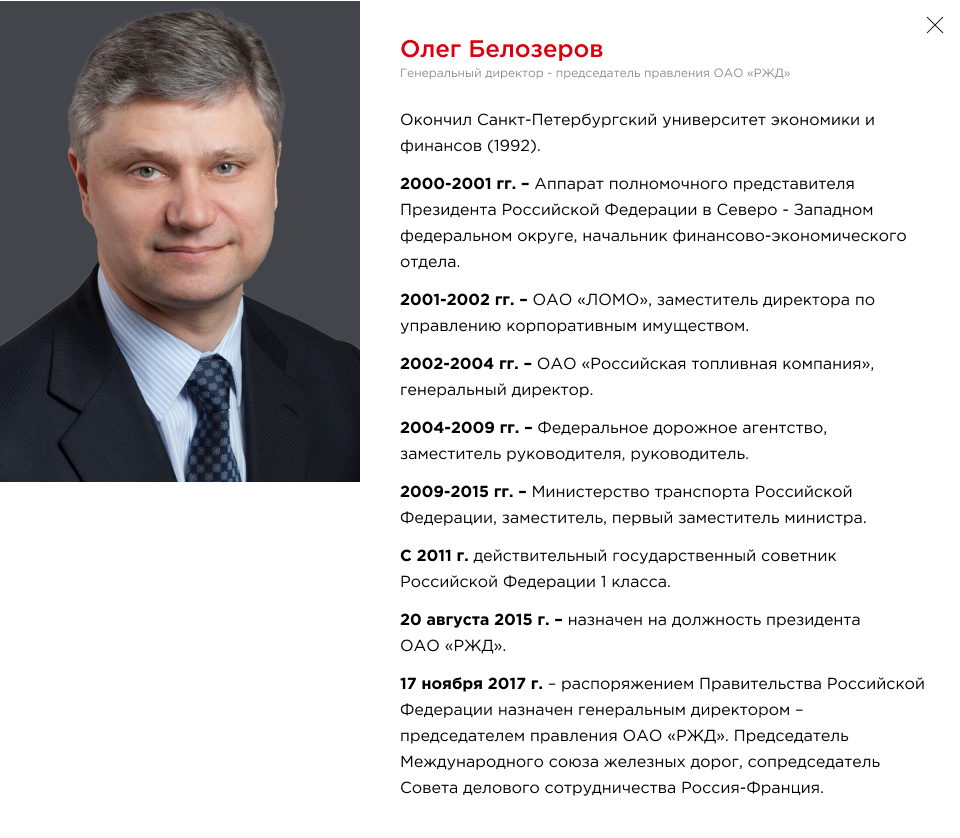 Олег Белозеров
Генеральный директор - председатель правления ОАО «РЖД»
Окончил Санкт-Петербургский университет экономики и
финансов (1992).
2000-2001 гг. – Аппарат полномочного представителя
Президента Российской Федерации в Северо - Западном
федеральном округе, начальник финансово-экономического
отдела.
2001-2002 гг. – ОАО «ЛОМО», заместитель директора по
управлению корпоративным имуществом.
2002-2004 гг. – ОАО «Российская топливная компания»,
генеральный директор.
2004-2009 гг. – Федеральное дорожное агентство,
заместитель руководителя, руководитель.
2009-2015 гг. – Министерство транспорта Российской
Федерации, заместитель, первый заместитель министра.
С 2011 г. действительный государственный советник
Российской Федерации 1 класса.
20 августа 2015 г. – назначен на должность президента
ОАО «РЖД».
17 ноября 2017 г. – распоряжением Правительства Российской
Федерации назначен генеральным директором –
председателем правления ОАО «РЖД». Председатель
Международного союза железных дорог, сопредседатель
Совета делового сотрудничества Россия-Франция.